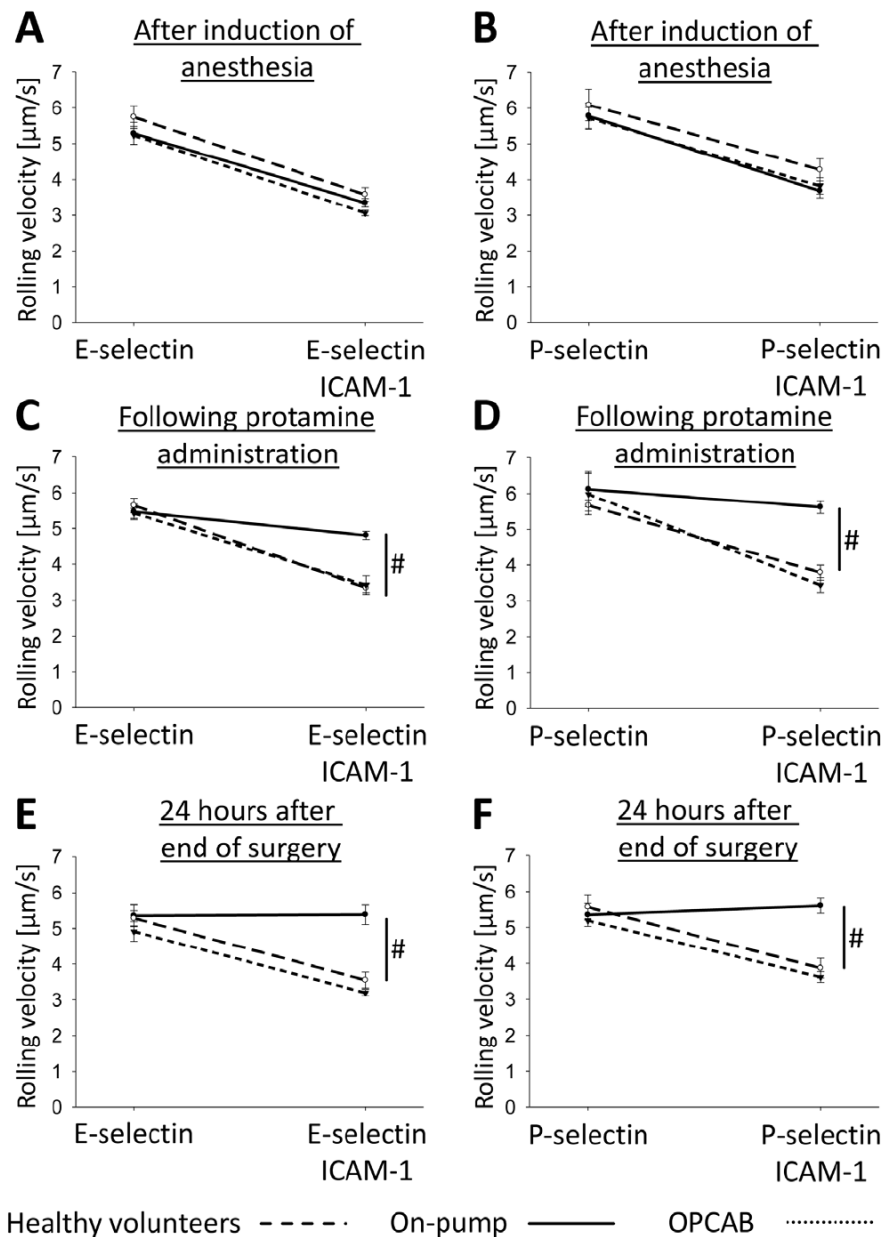 A
After induction of
anesthesia
Rolling velocity [µm/s]
7
6
5
4
3
2
1
0
E-selectin
E-selectin
ICAM-1
B
After induction of
anesthesia
Rolling velocity [µm/s]
7
6
5
4
3
2
1
0
P-selectin
P-selectin
ICAM-1
C
Following protamine
administration
Rolling velocity [µm/s]
7
6
5
4
3
2
1
0
#
E-selectin
E-selectin
ICAM-1
D
Following protamine
administration
Rolling velocity [µm/s]
7
6
5
4
3
2
1
0
#
P-selectin
P-selectin
ICAM-1
E
24 hours after
end of surgery
Rolling velocity [µm/s]
7
6
5
4
3
2
1
0
#
E-selectin
E-selectin
ICAM-1
F
24 hours after
end of surgery
Rolling velocity [µm/s]
7
6
5
4
3
2
1
0
#
P-selectin
P-selectin
ICAM-1
Healthy volunteers On-pump OPCAB